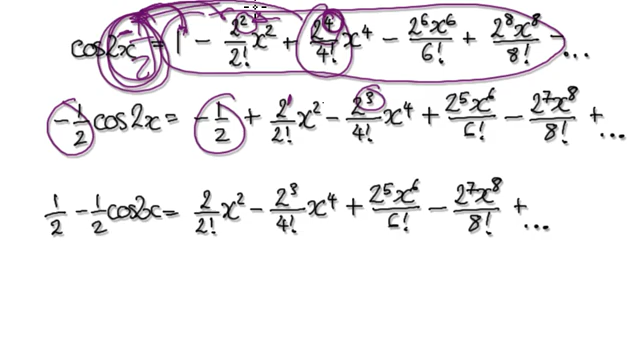 cos2x = 1 - 2²/2! x² + 2⁴/4! x⁴ - 2⁶x⁶/6! + 2⁸x⁸/8! - ...
-1/2 cos2x = -1/2 + 2¹/2! x² - 2³/4! x⁴ + 2⁵x⁶/6! - 2⁷x⁸/8! + ...
1/2 - 1/2 cos2x = 2/2! x² - 2³/4! x⁴ + 2⁵x⁶/6! - 2⁷x⁸/8! + ...